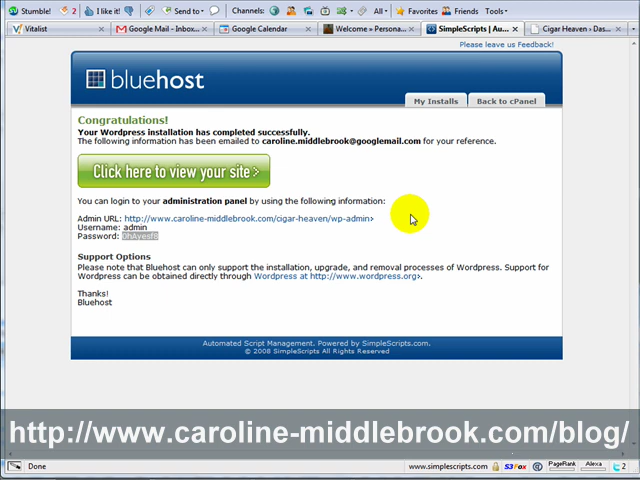 Stumble! 2 I like it! Send to Channels: All Favorites Friends Tools
Vitalist Google Mail - Inbox... Google Calendar Welcome » Persona... SimpleScripts | Au... Cigar Heaven › Das...
Please leave us Feedback!
bluehost
My Installs Back to cPanel
Congratulations!
Your Wordpress installation has completed successfully.
The following information has been emailed to caroline.middlebrook@googlemail.com for your reference.
Click here to view your site >
You can login to your administration panel by using the following information:
Admin URL: http://www.caroline-middlebrook.com/cigar-heaven/wp-admin>
Username: admin
Password:
Support Options
Please note that Bluehost can only support the installation, upgrade, and removal processes of Wordpress. Support for
Wordpress can be obtained directly through Wordpress at http://www.wordpress.org>.
Thanks!
Bluehost
Automated Script Management. Powered by SimpleScripts.com.
© 2008 SimpleScripts All Rights Reserved
http://www.caroline-middlebrook.com/blog/
Done www.simplescripts.com S3Fox PageRank Alexa 2